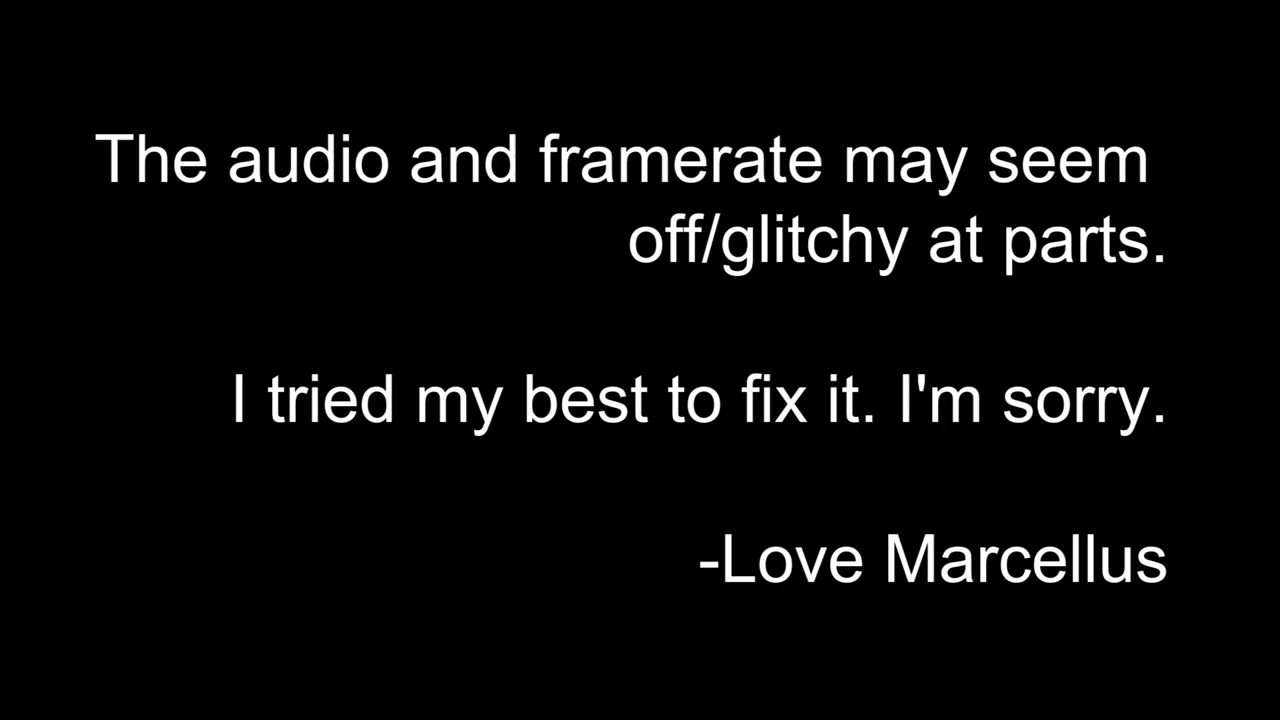 The audio and framerate may seem
off/glitchy at parts.
I tried my best to fix it. I'm sorry.
-Love Marcellus